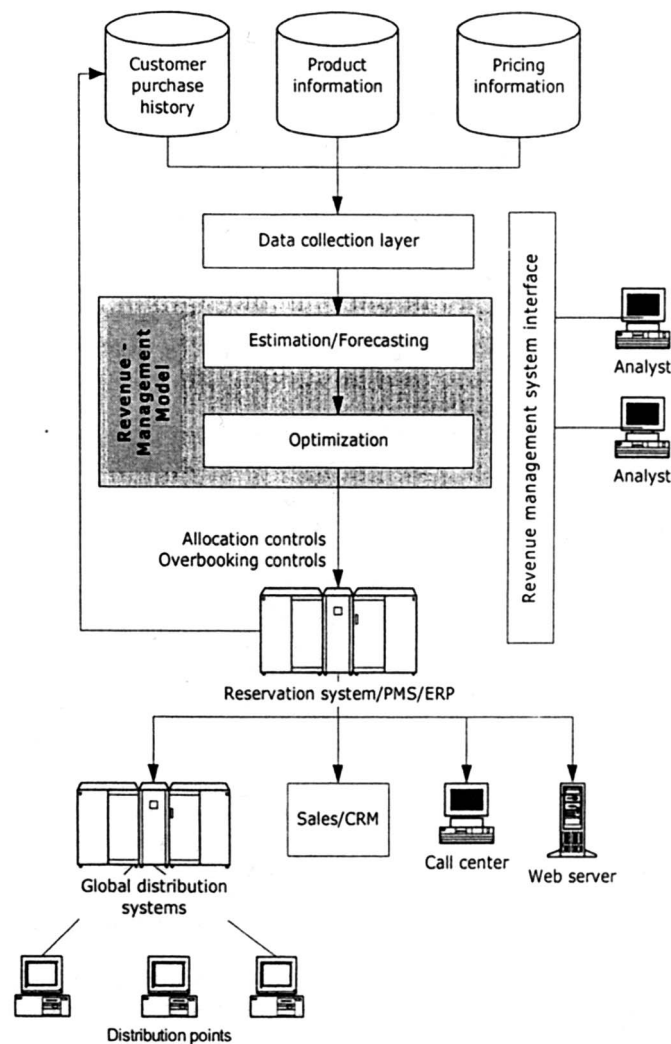 Customer
purchase
history
Product
information
Pricing
information
Data collection layer
Revenue -
Management
Model
Estimation/Forecasting
Optimization
Revenue management system interface
Analyst
Analyst
Allocation controls
Overbooking controls
Reservation system/PMS/ERP
Global distribution
systems
Sales/CRM
Call center
Web server
Distribution points